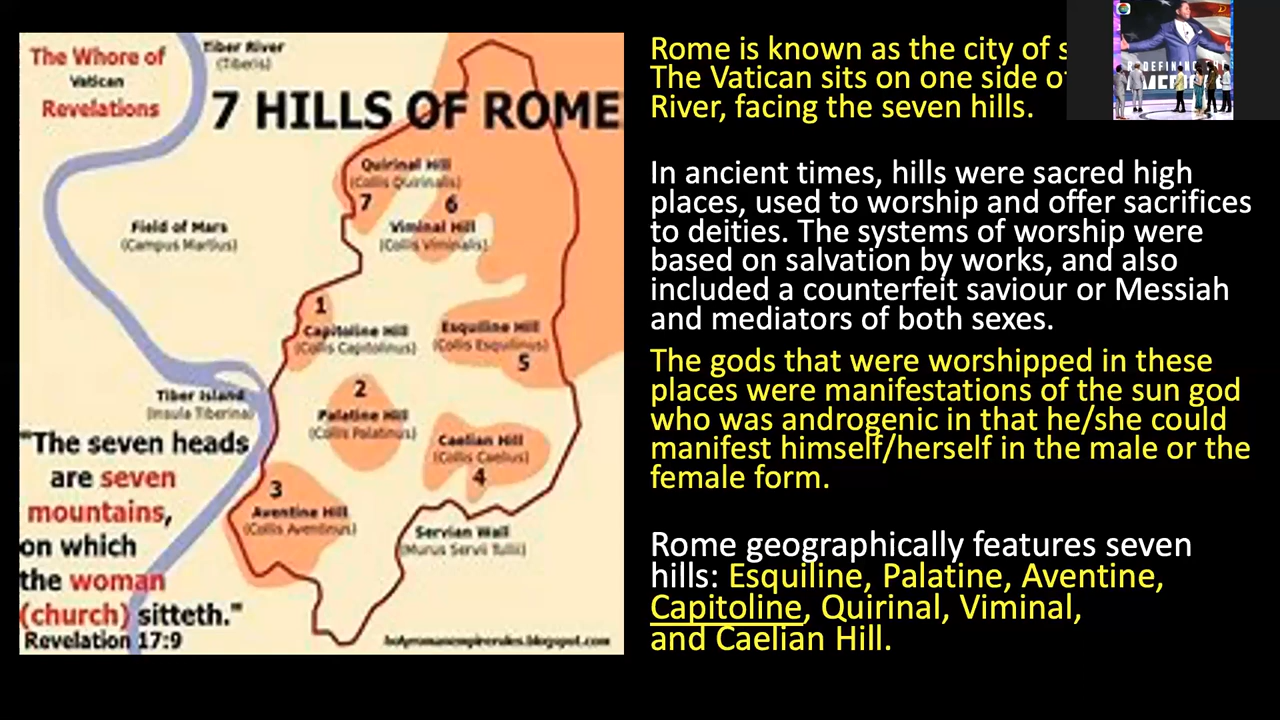 The Whore of
Vatican
Revelations
Tiber River
(Tiberis)
7 HILLS OF ROME
Quirinal Hill
(Collis Quirinalis)
7
6
Viminal Hill
(Collis Viminalis)
Field of Mars
(Campus Martius)
1
Capitoline Hill
(Collis Capitolinus)
Esquiline Hill
(Collis Esquilinus)
5
Tiber Island
(Insula Tiberina)
2
Palatine Hill
(Collis Palatinus)
Caelian Hill
(Collis Caelius)
4
3
Aventine Hill
(Collis Aventinus)
Servian Wall
(Murus Servii Tullii)
"The seven heads
are seven
mountains,
on which
the woman
(church) sitteth."
Revelation 17:9
holyromanempirerules.blogspot.com
Rome is known as the city of s
The Vatican sits on one side of
River, facing the seven hills.
In ancient times, hills were sacred high
places, used to worship and offer sacrifices
to deities. The systems of worship were
based on salvation by works, and also
included a counterfeit saviour or Messiah
and mediators of both sexes.
The gods that were worshipped in these
places were manifestations of the sun god
who was androgenic in that he/she could
manifest himself/herself in the male or the
female form.
Rome geographically features seven
hills: Esquiline, Palatine, Aventine,
Capitoline, Quirinal, Viminal,
and Caelian Hill.